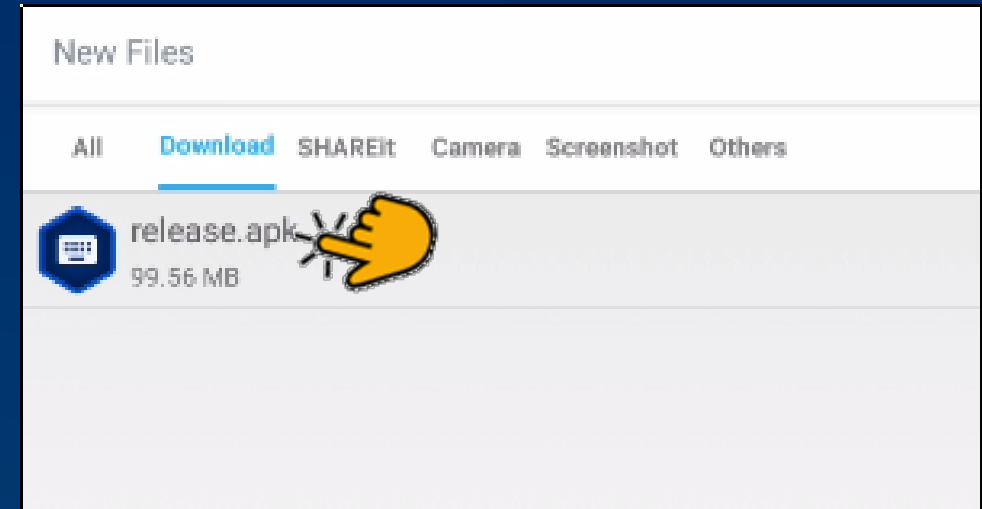 New Files
All Download SHAREit Camera Screenshot Others
release.apk
99.56 MB